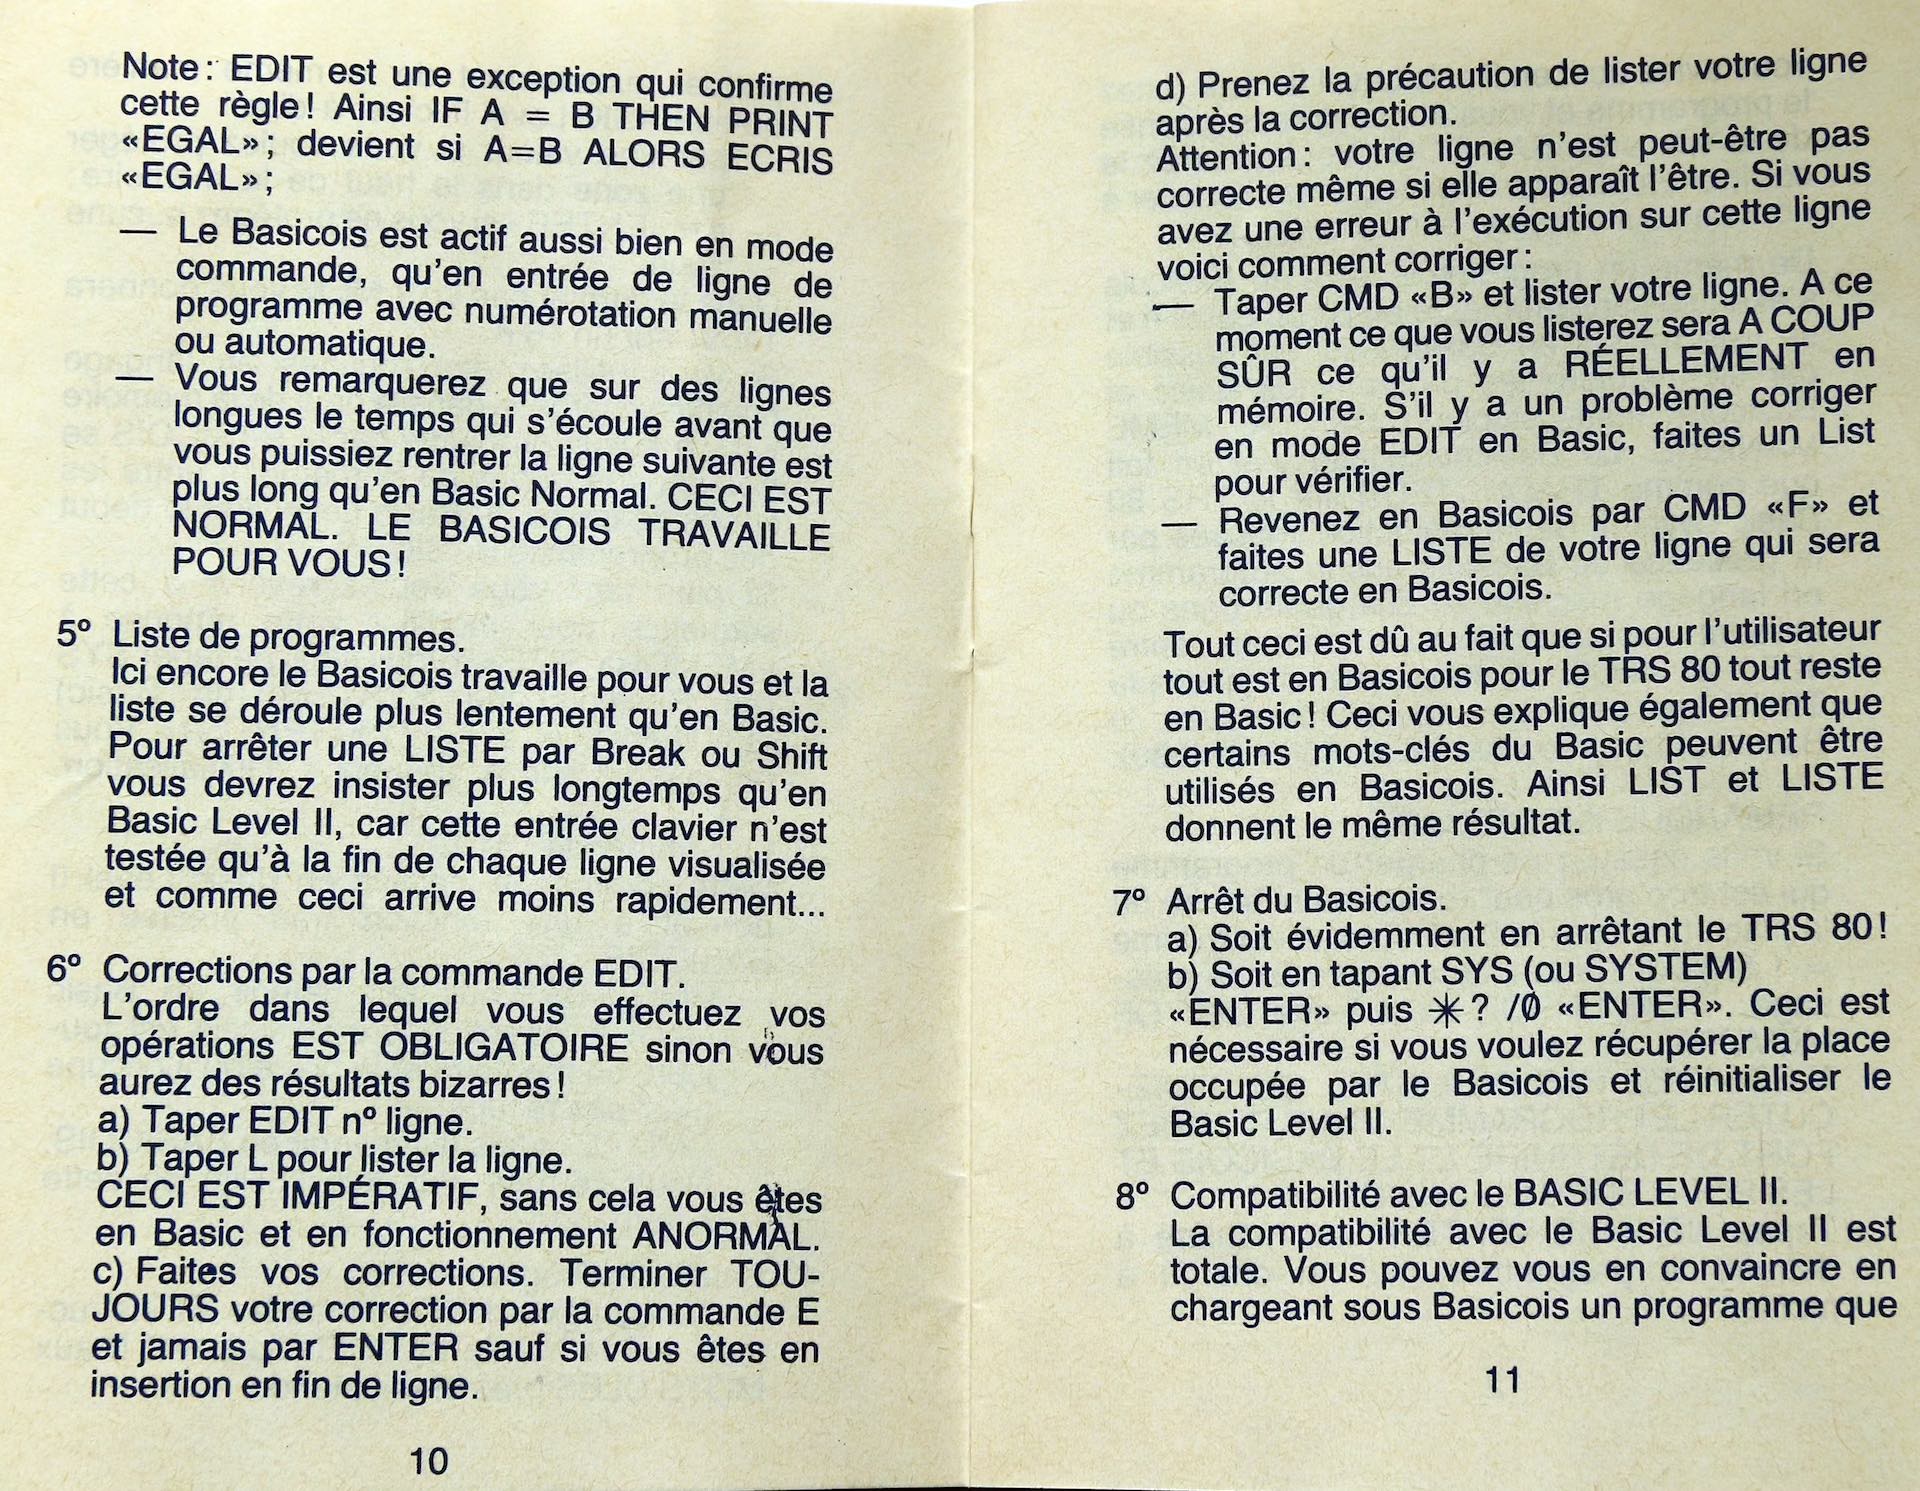 Note : EDIT est une exception qui confirme
cette règle ! Ainsi IF A = B THEN PRINT
«EGAL» ; devient si A=B ALORS ECRIS
«EGAL» ;
— Le Basicois est actif aussi bien en mode
commande, qu'en entrée de ligne de
programme avec numérotation manuelle
ou automatique.
— Vous remarquerez que sur des lignes
longues le temps qui s'écoule avant que
vous puissiez rentrer la ligne suivante est
plus long qu'en Basic Normal. CECI EST
NORMAL. LE BASICOIS TRAVAILLE
POUR VOUS !
5° Liste de programmes.
Ici encore le Basicois travaille pour vous et la
liste se déroule plus lentement qu'en Basic.
Pour arrêter une LISTE par Break ou Shift
vous devrez insister plus longtemps qu'en
Basic Level II, car cette entrée clavier n'est
testée qu'à la fin de chaque ligne visualisée
et comme ceci arrive moins rapidement...
6° Corrections par la commande EDIT.
L'ordre dans lequel vous effectuez vos
opérations EST OBLIGATOIRE sinon vous
aurez des résultats bizarres !
a) Taper EDIT n° ligne.
b) Taper L pour lister la ligne.
CECI EST IMPÉRATIF, sans cela vous êtes
en Basic et en fonctionnement ANORMAL.
c) Faites vos corrections. Terminer TOU-
JOURS votre correction par la commande E
et jamais par ENTER sauf si vous êtes en
insertion en fin de ligne.
10
d) Prenez la précaution de lister votre ligne
après la correction.
Attention : votre ligne n'est peut-être pas
correcte même si elle apparaît l'être. Si vous
avez une erreur à l'exécution sur cette ligne
voici comment corriger :
— Taper CMD «B» et lister votre ligne. A ce
moment ce que vous listerez sera A COUP
SÛR ce qu'il y a RÉELLEMENT en
mémoire. S'il y a un problème corriger
en mode EDIT en Basic, faites un List
pour vérifier.
— Revenez en Basicois par CMD «F» et
faites une LISTE de votre ligne qui sera
correcte en Basicois.
Tout ceci est dû au fait que si pour l'utilisateur
tout est en Basicois pour le TRS 80 tout reste
en Basic ! Ceci vous explique également que
certains mots-clés du Basic peuvent être
utilisés en Basicois. Ainsi LIST et LISTE
donnent le même résultat.
7° Arrêt du Basicois.
a) Soit évidemment en arrêtant le TRS 80 !
b) Soit en tapant SYS (ou SYSTEM)
«ENTER» puis * ? /0 «ENTER». Ceci est
nécessaire si vous voulez récupérer la place
occupée par le Basicois et réinitialiser le
Basic Level II.
8° Compatibilité avec le BASIC LEVEL II.
La compatibilité avec le Basic Level II est
totale. Vous pouvez vous en convaincre en
chargeant sous Basicois un programme que
11